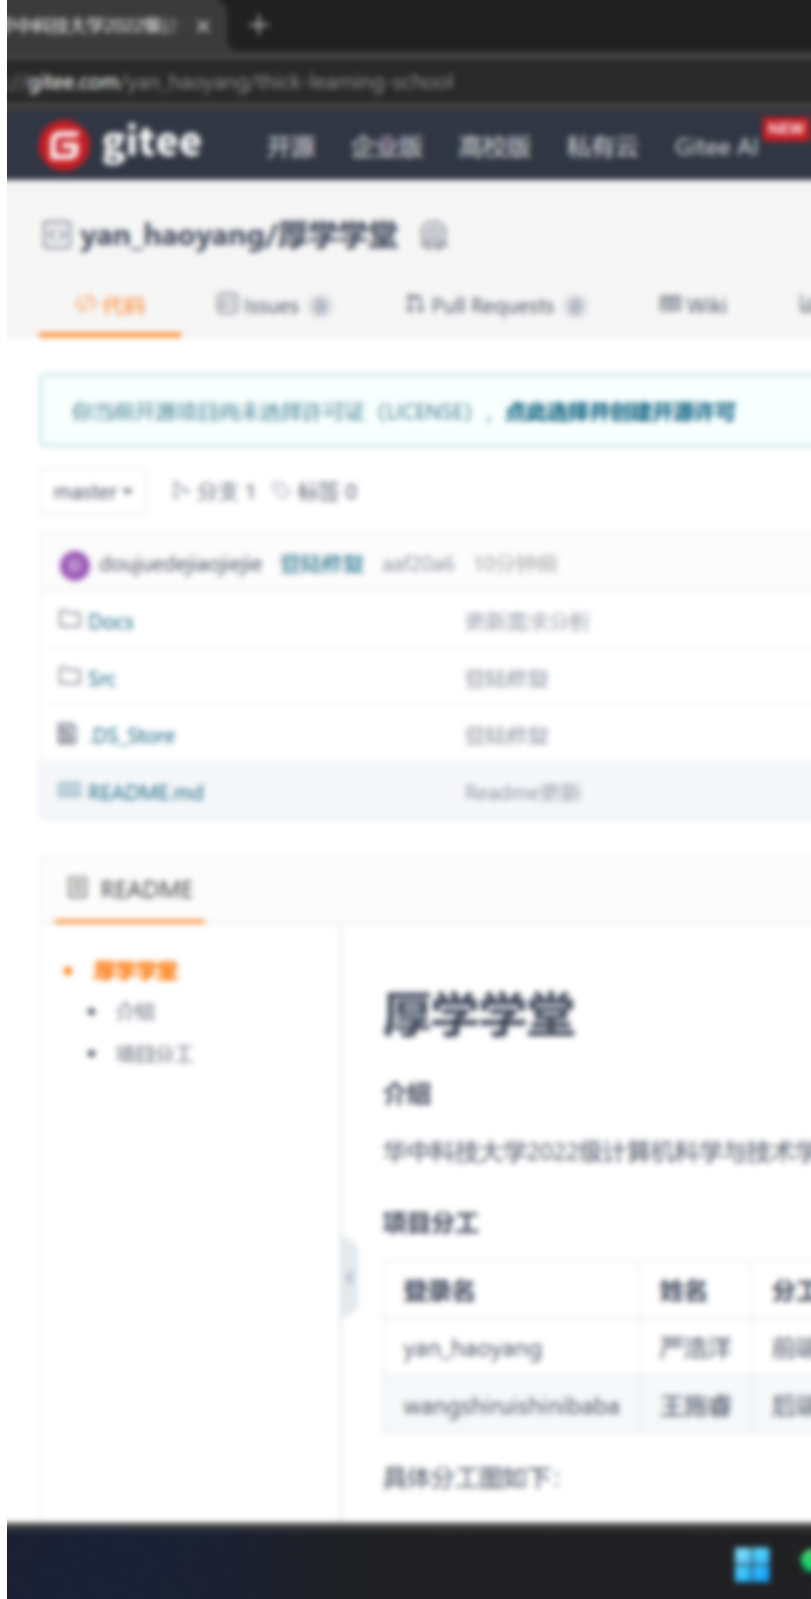 中科技大学2022级
gitee.com/yan_haoyang/thick-learning-school
gitee 开源 企业版 高校版 私有云 Gitee AI NEW
yan_haoyang/厚学学堂
代码 Issues 0 Pull Requests 0 Wiki
你当前开源项目尚未选择许可证（LICENSE），点此选择并创建开源许可
master 分支 1 标签 0
doujuedejiaojiejie 登陆修复 aaf20a6 10分钟前
Docs 更新需求分析
Src 登陆修复
.DS_Store 登陆修复
README.md Readme更新
README
厚学学堂
介绍
项目分工
厚学学堂
介绍
华中科技大学2022级计算机科学与技术学
项目分工
登录名 姓名 分工
yan_haoyang 严浩洋 前端
wangshiruishinibaba 王施睿 后端
具体分工图如下：